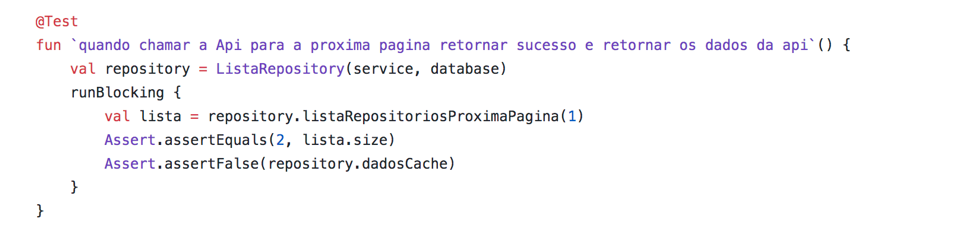 @Test
fun `quando chamar a Api para a proxima pagina retornar sucesso e retornar os dados da api`() {
    val repository = ListaRepository(service, database)
    runBlocking {
        val lista = repository.listaRepositoriosProximaPagina(1)
        Assert.assertEquals(2, lista.size)
        Assert.assertFalse(repository.dadosCache)
    }
}